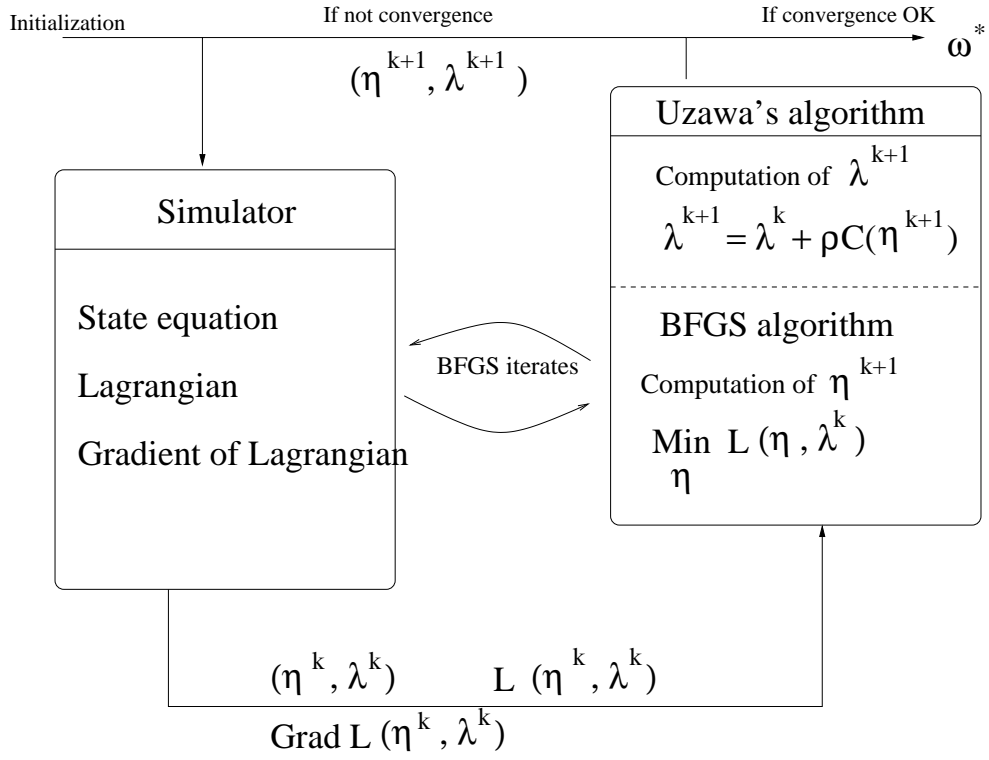 Initialization
If not convergence
If convergence OK
ω*
(η^{k+1}, λ^{k+1})
Simulator
State equation
Lagrangian
Gradient of Lagrangian
BFGS iterates
Uzawa's algorithm
Computation of λ^{k+1}
λ^{k+1} = λ^k + ρC(η^{k+1})
BFGS algorithm
Computation of η^{k+1}
Min L (η, λ^k)
η
(η^k, λ^k) L (η^k, λ^k)
Grad L (η^k, λ^k)